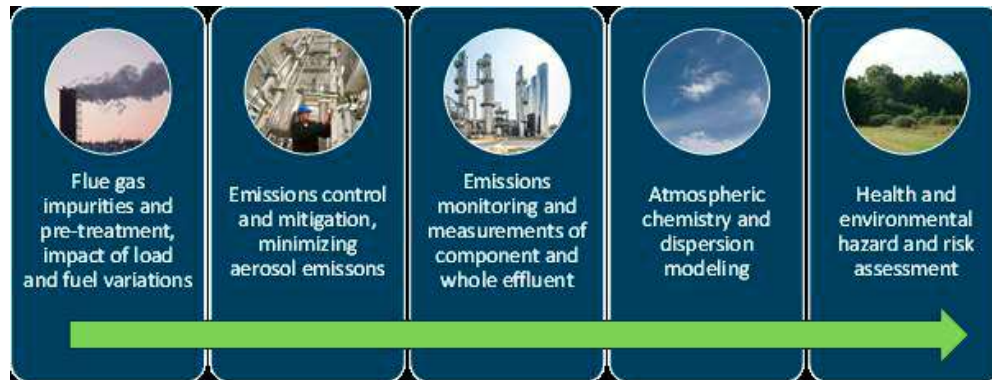 Flue gas
impurities and
pre-treatment,
impact of load
and fuel variations
Emissions control
and mitigation,
minimizing
aerosol emissons
Emissions
monitoring and
measurements of
component and
whole effluent
Atmospheric
chemistry and
dispersion
modeling
Health and
environmental
hazard and risk
assessment